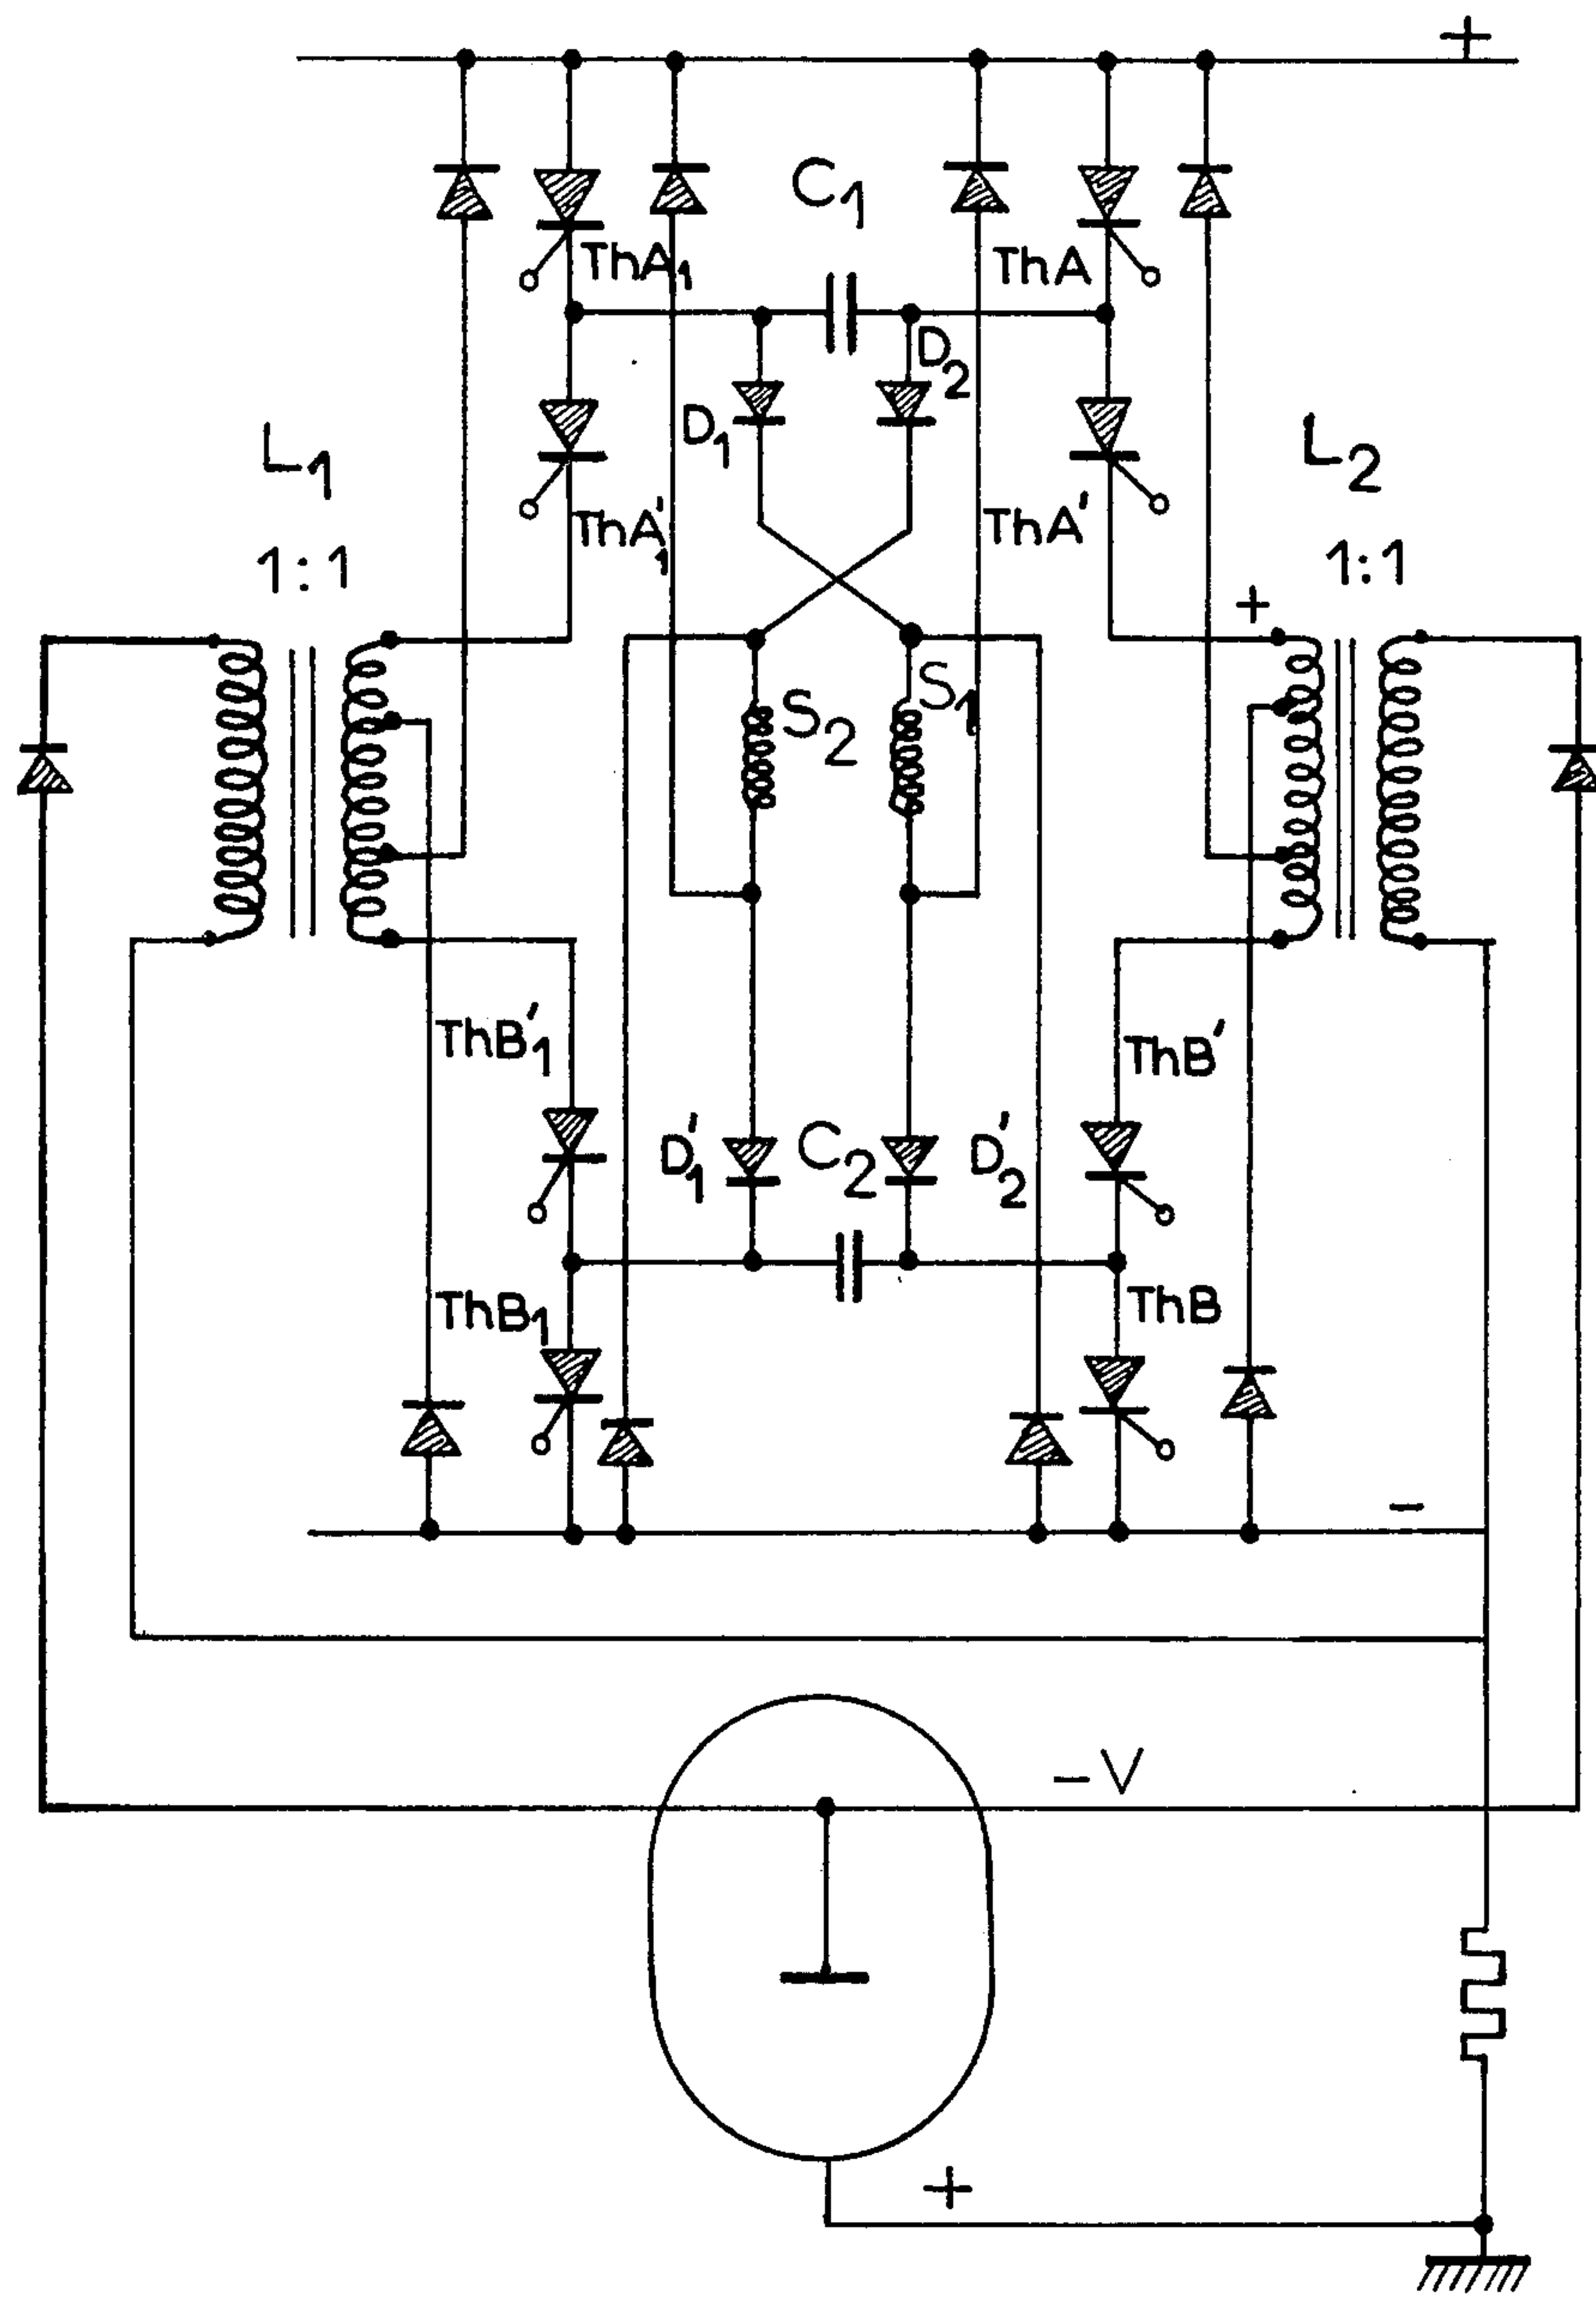 +
C1
ThA1 ThA
D2
D1
L1 L2
ThA'1 ThA'
1:1 1:1
+
S2 S1
ThB'1 ThB'
D'1 C2 D'2
ThB1 ThB
-
-V
+